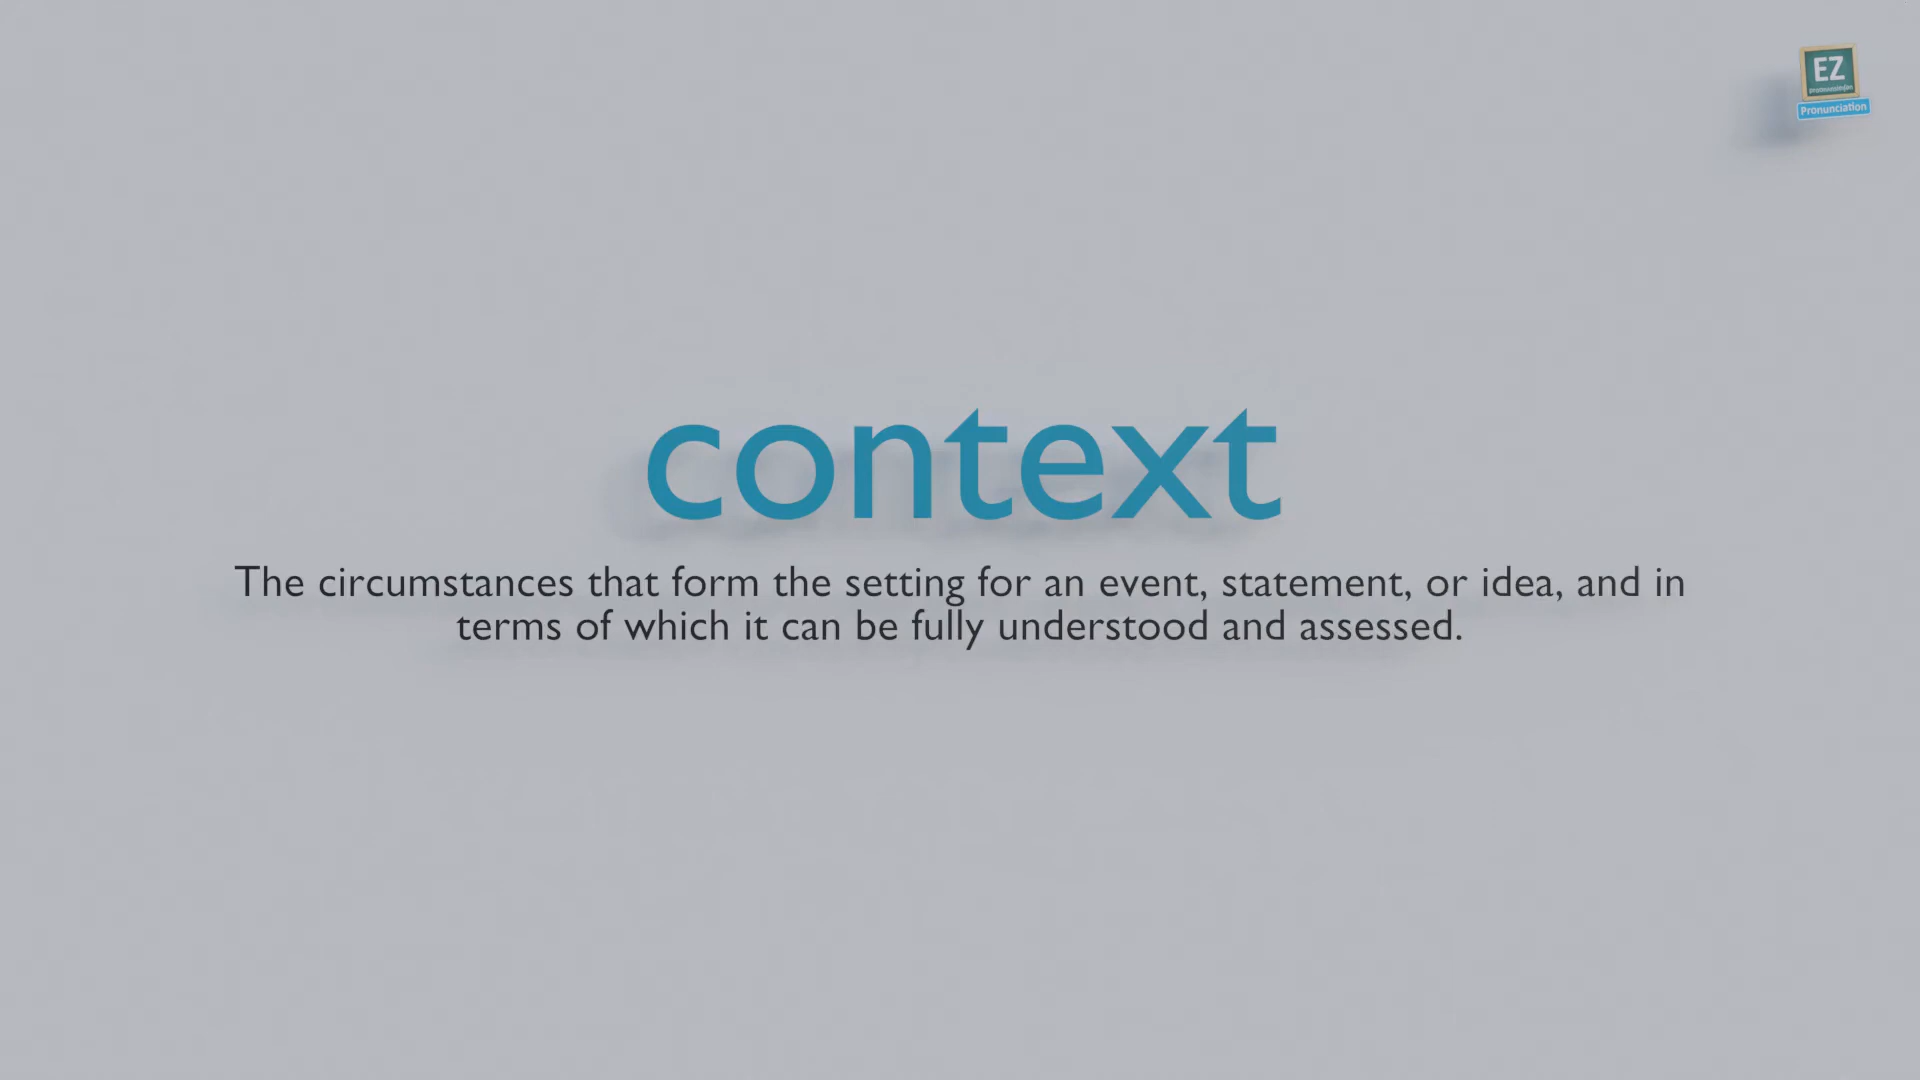 EZ
Pronunciation
context
The circumstances that form the setting for an event, statement, or idea, and in
terms of which it can be fully understood and assessed.